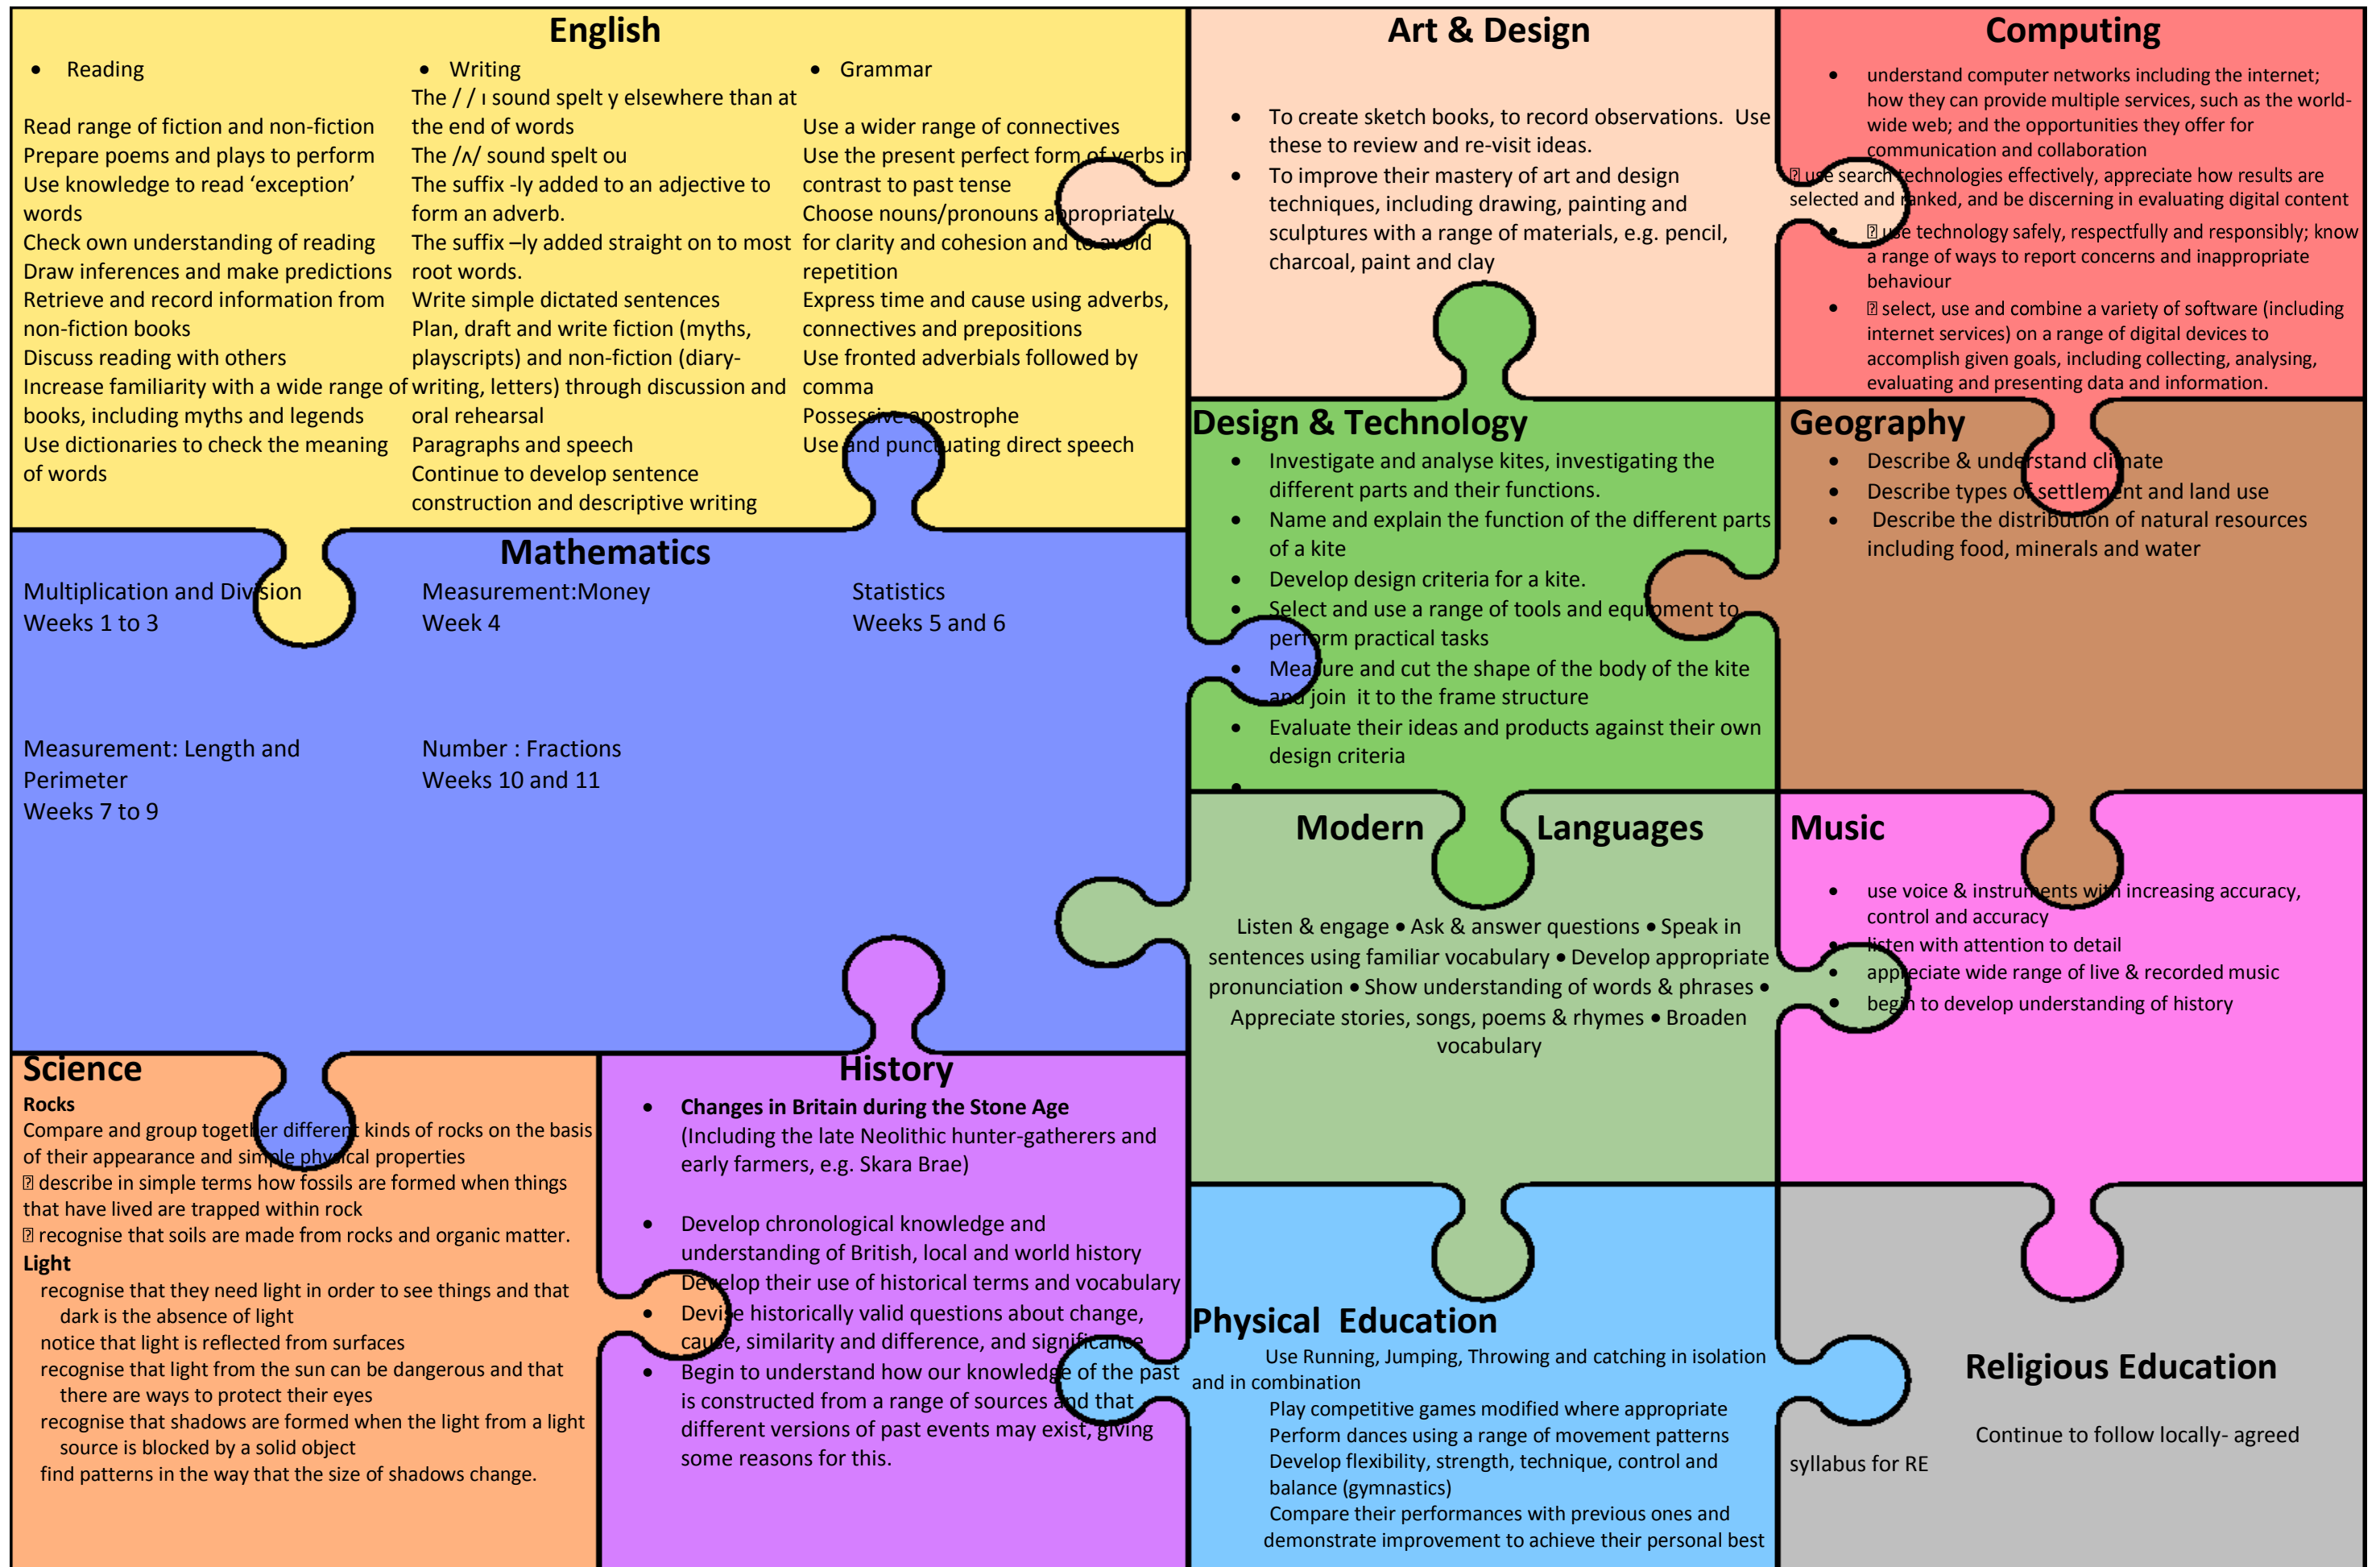 English
• Reading
Read range of fiction and non-fiction
Prepare poems and plays to perform
Use knowledge to read ‘exception’
words
Check own understanding of reading
Draw inferences and make predictions
Retrieve and record information from
non-fiction books
Discuss reading with others
Increase familiarity with a wide range of
books, including myths and legends
Use dictionaries to check the meaning
of words
• Writing
The / / ı sound spelt y elsewhere than at
the end of words
The /ʌ/ sound spelt ou
The suffix -ly added to an adjective to
form an adverb.
The suffix –ly added straight on to most
root words.
Write simple dictated sentences
Plan, draft and write fiction (myths,
playscripts) and non-fiction (diary-
writing, letters) through discussion and
oral rehearsal
Paragraphs and speech
Continue to develop sentence
construction and descriptive writing
• Grammar
Use a wider range of connectives
Use the present perfect form of verbs in
contrast to past tense
Choose nouns/pronouns appropriately
for clarity and cohesion and to avoid
repetition
Express time and cause using adverbs,
connectives and prepositions
Use fronted adverbials followed by
comma
Possessive apostrophe
Use and punctuating direct speech
Art & Design
• To create sketch books, to record observations.  Use
these to review and re-visit ideas.
• To improve their mastery of art and design
techniques, including drawing, painting and
sculptures with a range of materials, e.g. pencil,
charcoal, paint and clay
Computing
• understand computer networks including the internet;
how they can provide multiple services, such as the world-
wide web; and the opportunities they offer for
communication and collaboration
use search technologies effectively, appreciate how results are
selected and ranked, and be discerning in evaluating digital content
• use technology safely, respectfully and responsibly; know
a range of ways to report concerns and inappropriate
behaviour
• select, use and combine a variety of software (including
internet services) on a range of digital devices to
accomplish given goals, including collecting, analysing,
evaluating and presenting data and information.
Design & Technology
• Investigate and analyse kites, investigating the
different parts and their functions.
• Name and explain the function of the different parts
of a kite
• Develop design criteria for a kite.
• Select and use a range of tools and equipment to
perform practical tasks
• Measure and cut the shape of the body of the kite
and join  it to the frame structure
• Evaluate their ideas and products against their own
design criteria
•
Geography
• Describe & understand climate
• Describe types of settlement and land use
• Describe the distribution of natural resources
including food, minerals and water
Mathematics
Multiplication and Division
Weeks 1 to 3
Measurement:Money
Week 4
Statistics
Weeks 5 and 6
Measurement: Length and
Perimeter
Weeks 7 to 9
Number : Fractions
Weeks 10 and 11
Modern Languages
Listen & engage • Ask & answer questions • Speak in
sentences using familiar vocabulary • Develop appropriate
pronunciation • Show understanding of words & phrases •
Appreciate stories, songs, poems & rhymes • Broaden
vocabulary
Music
• use voice & instruments with increasing accuracy,
control and accuracy
• listen with attention to detail
• appreciate wide range of live & recorded music
• begin to develop understanding of history
Science
Rocks
Compare and group together different kinds of rocks on the basis
of their appearance and simple physical properties
describe in simple terms how fossils are formed when things
that have lived are trapped within rock
recognise that soils are made from rocks and organic matter.
Light
recognise that they need light in order to see things and that
dark is the absence of light
notice that light is reflected from surfaces
recognise that light from the sun can be dangerous and that
there are ways to protect their eyes
recognise that shadows are formed when the light from a light
source is blocked by a solid object
find patterns in the way that the size of shadows change.
History
• Changes in Britain during the Stone Age
(Including the late Neolithic hunter-gatherers and
early farmers, e.g. Skara Brae)
• Develop chronological knowledge and
understanding of British, local and world history
• Develop their use of historical terms and vocabulary
• Devise historically valid questions about change,
cause, similarity and difference, and significance
• Begin to understand how our knowledge of the past
is constructed from a range of sources and that
different versions of past events may exist, giving
some reasons for this.
Physical  Education
Use Running, Jumping, Throwing and catching in isolation
and in combination
Play competitive games modified where appropriate
Perform dances using a range of movement patterns
Develop flexibility, strength, technique, control and
balance (gymnastics)
Compare their performances with previous ones and
demonstrate improvement to achieve their personal best
Religious Education
Continue to follow locally- agreed
syllabus for RE